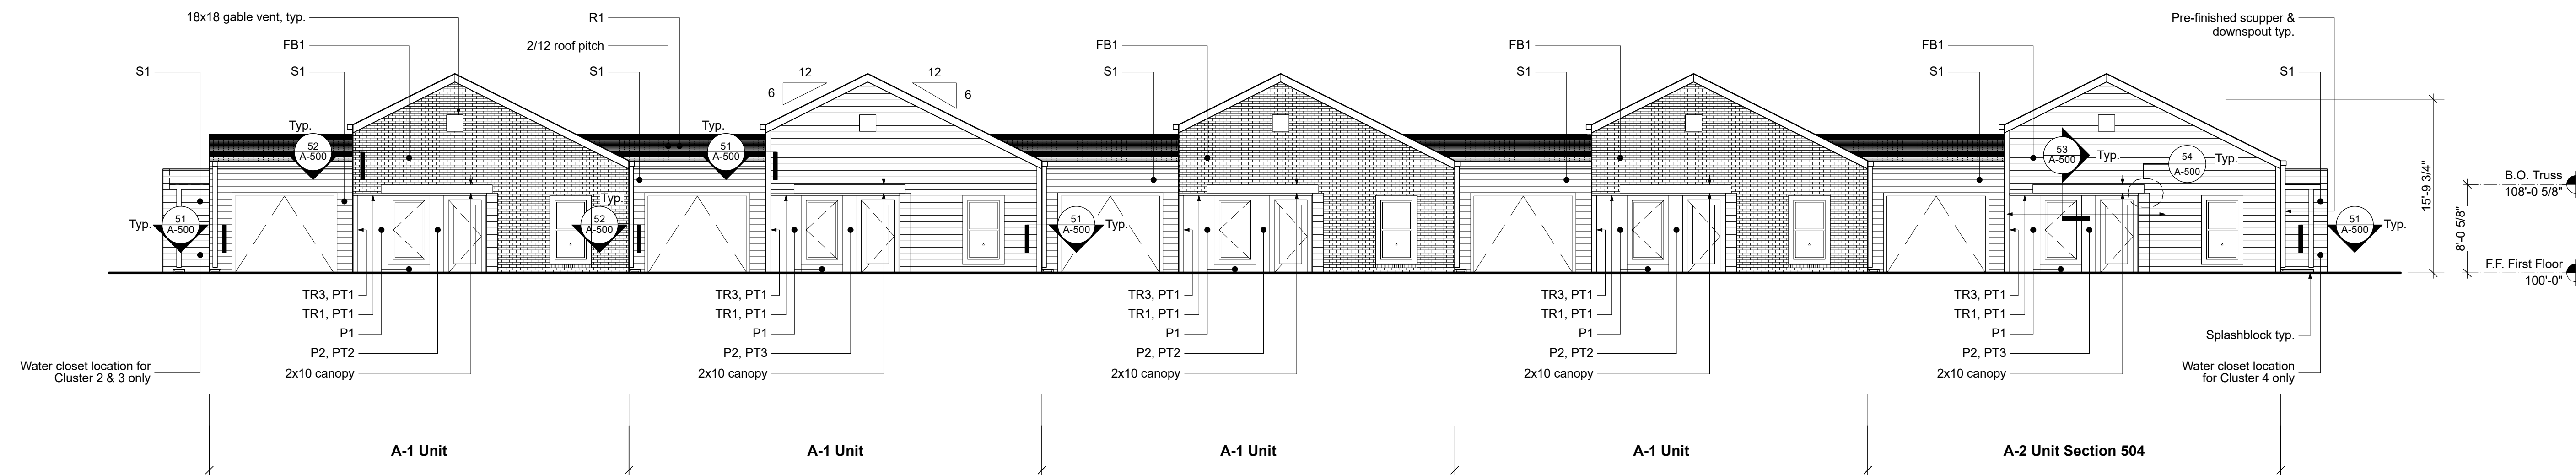 18x18 gable vent, typ.
R1
Pre-finished scupper &
downspout typ.
FB1
2/12 roof pitch
FB1
FB1
FB1
S1
S1
S1
12
12
S1
S1
S1
S1
6
6
Typ.
52
A-500
Typ.
51
A-500
53
A-500
Typ.
54
A-500
Typ.
15'-9 3/4"
B.O. Truss
108'-0 5/8"
8'-0 5/8"
Typ.
51
A-500
Typ.
52
A-500
51
A-500
Typ.
51
A-500
Typ.
F.F. First Floor
100'-0"
TR3, PT1
TR3, PT1
TR3, PT1
TR3, PT1
TR3, PT1
TR1, PT1
TR1, PT1
TR1, PT1
TR1, PT1
TR1, PT1
P1
P1
P1
P1
P1
Splashblock typ.
P2, PT2
P2, PT3
P2, PT2
P2, PT2
P2, PT3
Water closet location for
Cluster 2 & 3 only
2x10 canopy
2x10 canopy
2x10 canopy
2x10 canopy
2x10 canopy
Water closet location
for Cluster 4 only
A-1 Unit
A-1 Unit
A-1 Unit
A-1 Unit
A-2 Unit Section 504